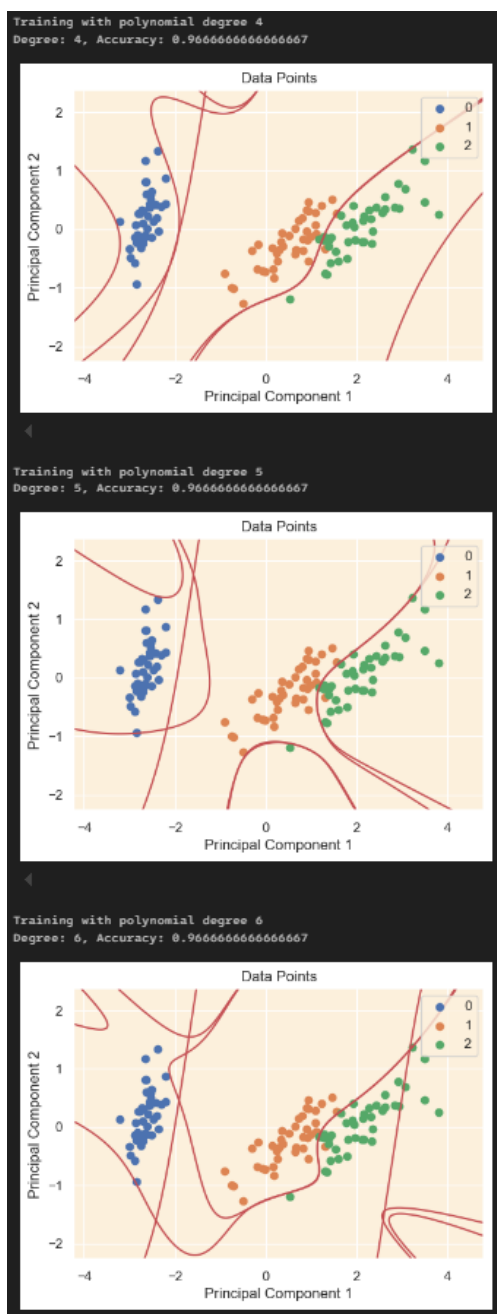 Training with polynomial degree 4
Degree: 4, Accuracy: 0.9666666666666667
Data Points
2
1
0
−1
−2
Principal Component 2
0
1
2
−4
−2
0
2
4
Principal Component 1
Training with polynomial degree 5
Degree: 5, Accuracy: 0.9666666666666667
Data Points
2
1
0
−1
−2
Principal Component 2
0
1
2
−4
−2
0
2
4
Principal Component 1
Training with polynomial degree 6
Degree: 6, Accuracy: 0.9666666666666667
Data Points
2
1
0
−1
−2
Principal Component 2
0
1
2
−4
−2
0
2
4
Principal Component 1